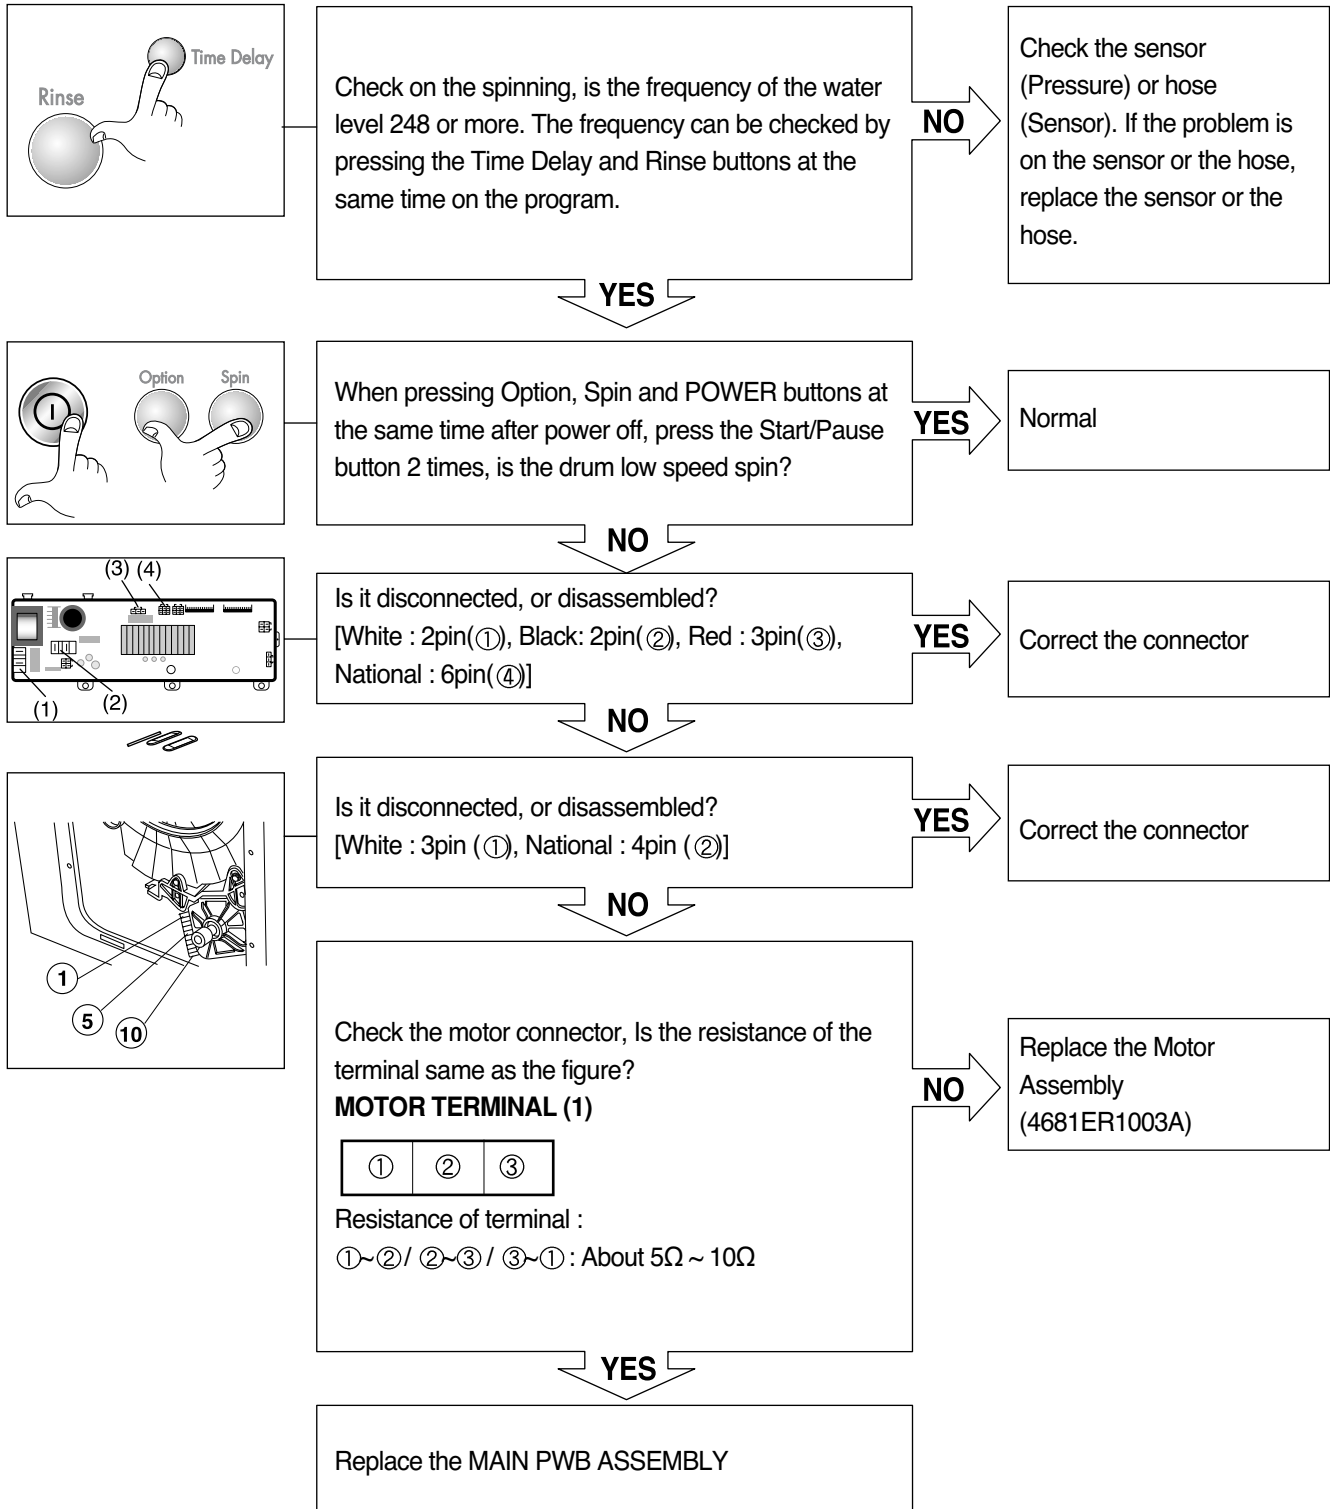 Time Delay
Rinse
Check on the spinning, is the frequency of the water
level 248 or more. The frequency can be checked by
pressing the Time Delay and Rinse buttons at the
same time on the program.
NO
Check the sensor
(Pressure) or hose
(Sensor). If the problem is
on the sensor or the hose,
replace the sensor or the
hose.
YES
Option Spin
When pressing Option, Spin and POWER buttons at
the same time after power off, press the Start/Pause
button 2 times, is the drum low speed spin?
YES
Normal
NO
(3) (4)
(1) (2)
Is it disconnected, or disassembled?
[White : 2pin(①), Black: 2pin(②), Red : 3pin(③),
National : 6pin(④)]
YES
Correct the connector
NO
Is it disconnected, or disassembled?
[White : 3pin (①), National : 4pin (②)]
YES
Correct the connector
NO
1
5
10
Check the motor connector, Is the resistance of the
terminal same as the figure?
MOTOR TERMINAL (1)
① ② ③
Resistance of terminal :
①~② / ②~③ / ③~① : About 5Ω ~ 10Ω
NO
Replace the Motor
Assembly
(4681ER1003A)
YES
Replace the MAIN PWB ASSEMBLY